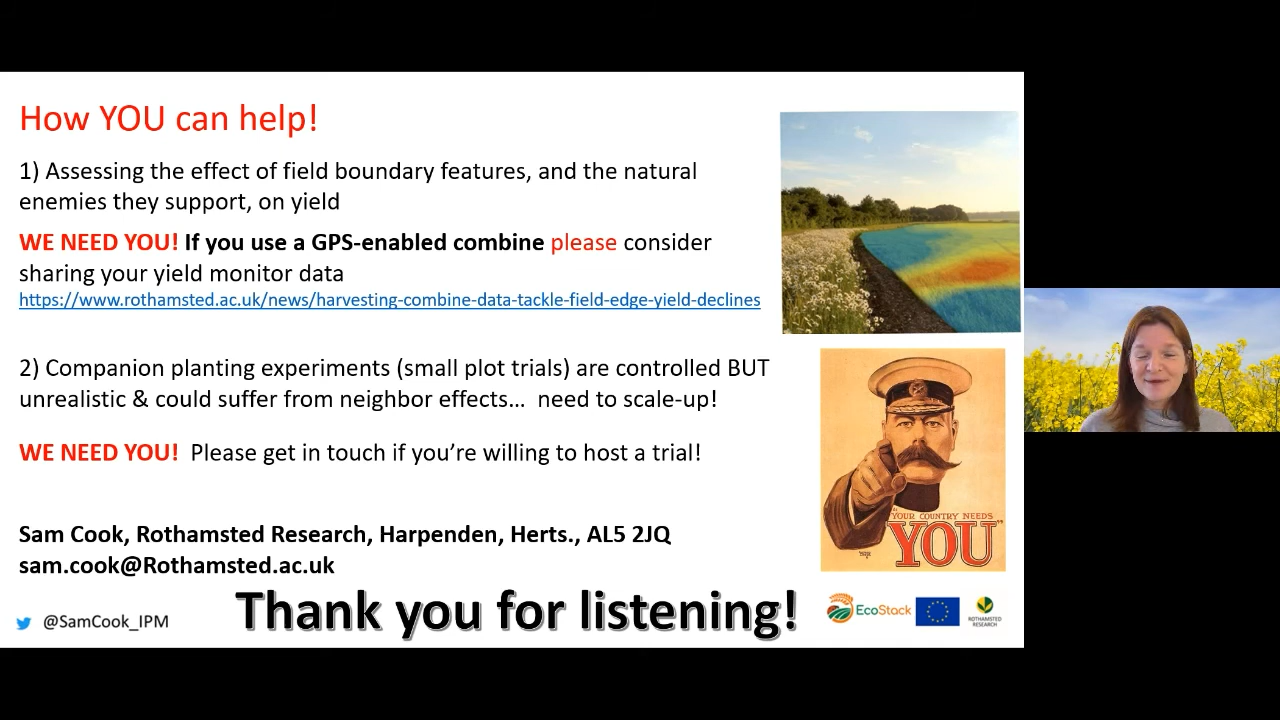 How YOU can help!
1) Assessing the effect of field boundary features, and the natural
enemies they support, on yield
WE NEED YOU! If you use a GPS-enabled combine please consider
sharing your yield monitor data
https://www.rothamsted.ac.uk/news/harvesting-combine-data-tackle-field-edge-yield-declines
2) Companion planting experiments (small plot trials) are controlled BUT
unrealistic & could suffer from neighbor effects... need to scale-up!
WE NEED YOU! Please get in touch if you're willing to host a trial!
"YOUR COUNTRY NEEDS
YOU"
Sam Cook, Rothamsted Research, Harpenden, Herts., AL5 2JQ
sam.cook@Rothamsted.ac.uk
Thank you for listening!
@SamCook_IPM
EcoStack
ROTHAMSTED
RESEARCH